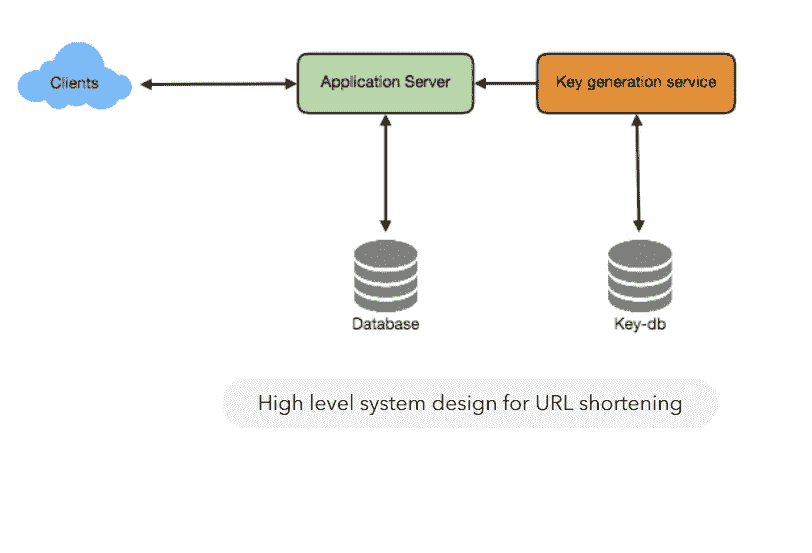 Clients
Application Server
Key generation service
Database
Key-db
High level system design for URL shortening